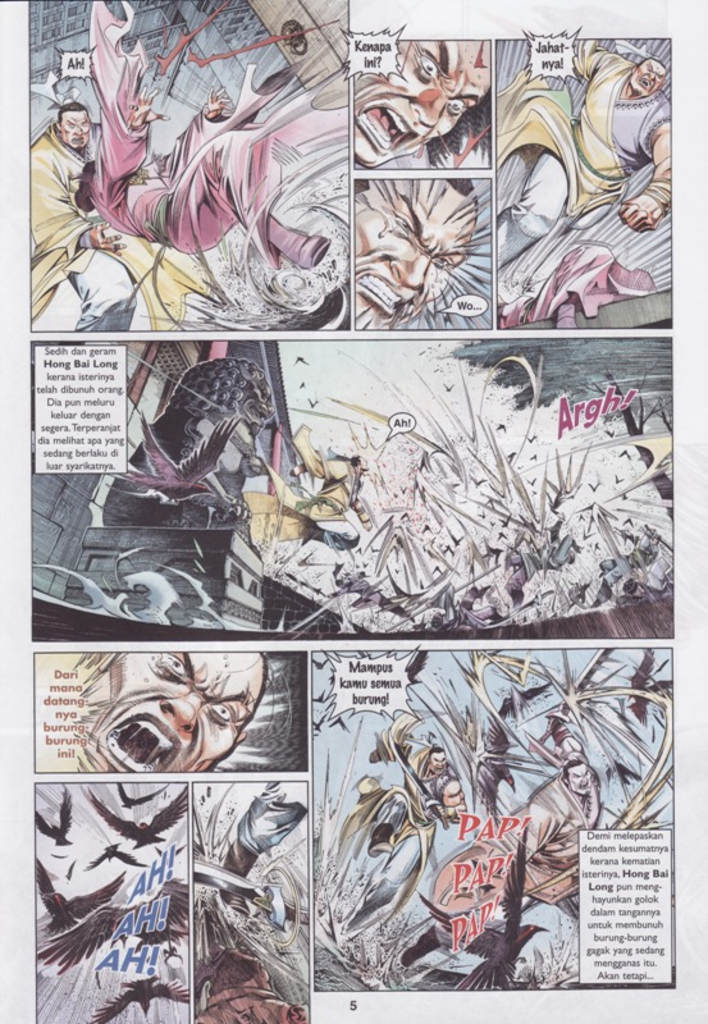 Ah!
Kenapa
ini?
Wo...
Jahat-
nya!
Sedih dan geram
Hong Bai Long
kerana isterinya
telah dibunuh orang.
Dia pun meluru
keluar dengan
segera. Terperanjat
dia melihat apa yang
sedang berlaku di
luar syarikatnya.
Ah!
Argh!
Dari
mana
datang-
nya
burung-
burung
ini!
AH!
AH!
AH!
Mampus
kamu semua
burung!
PAP!
PAP!
PAP!
Demi melepaskan
dendam kesumatnya
kerana kematian
isterinya, Hong Bai
Long pun meng-
hayunkan golok
dalam tangannya
untuk membunuh
burung-burung
gagak yang sedang
mengganas itu.
Akan tetapi...
5